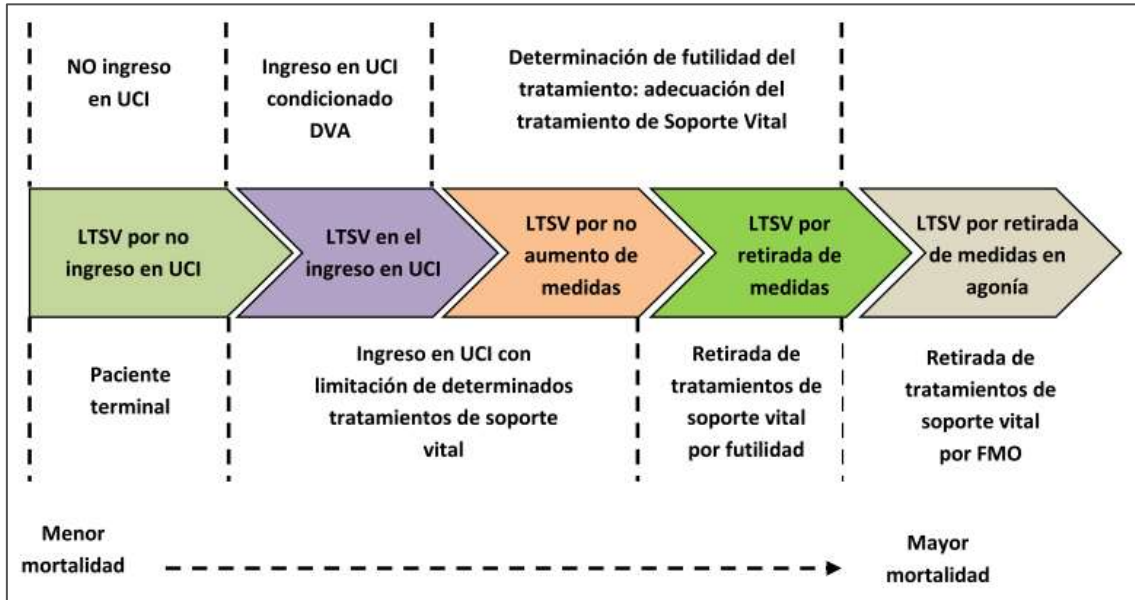 NO ingreso
en UCI
Ingreso en UCI
condicionado
DVA
Determinación de futilidad del
tratamiento: adecuación del
tratamiento de Soporte Vital
LTSV por no
ingreso en UCI
LTSV en el
ingreso en UCI
LTSV por no
aumento de
medidas
LTSV por
retirada de
medidas
LTSV por retirada
de medidas en
agonía
Paciente
terminal
Ingreso en UCI con
limitación de determinados
tratamientos de soporte
vital
Retirada de
tratamientos de
soporte vital
por futilidad
Retirada de
tratamientos de
soporte vital
por FMO
Menor
mortalidad
Mayor
mortalidad